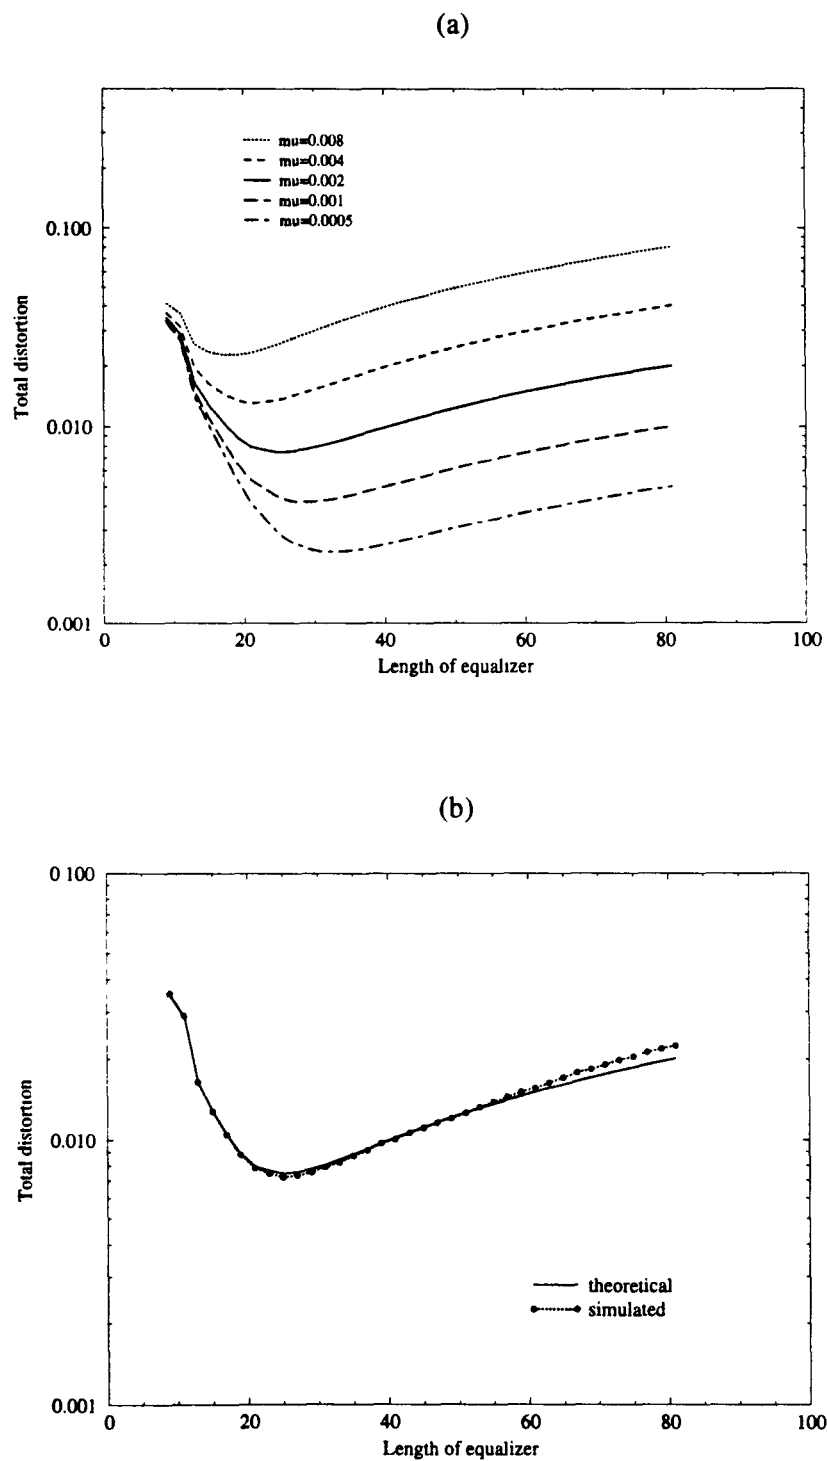 (a)
mu=0.008
mu=0.004
mu=0.002
mu=0.001
mu=0.0005
0.100
0.010
0.001
Total distortion
0 20 40 60 80 100
Length of equalizer
(b)
0 100
0.010
0.001
Total distortion
theoretical
simulated
0 20 40 60 80 100
Length of equalizer